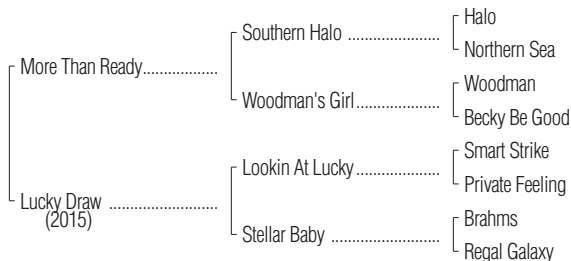 Halo
Southern Halo ......................
Northern Sea
More Than Ready..................
Woodman
Woodman's Girl....................
Becky Be Good
Smart Strike
Lookin At Lucky....................
Private Feeling
Lucky Draw ..........................
(2015)
Brahms
Stellar Baby ..........................
Regal Galaxy